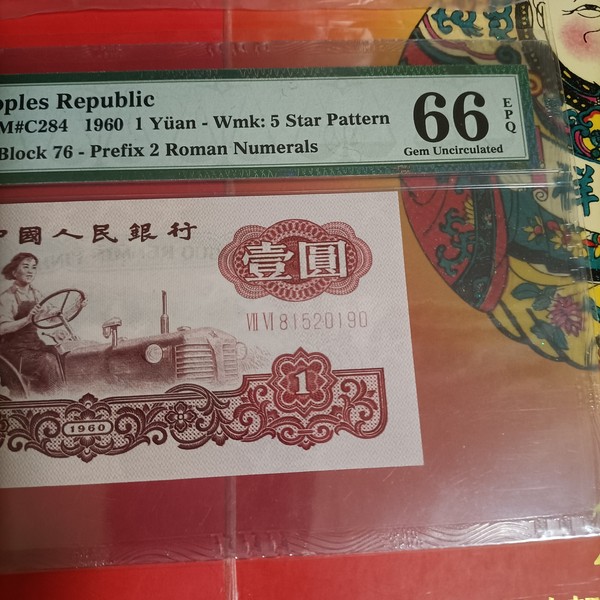 oples Republic
M#C284 1960 1 Yüan - Wmk: 5 Star Pattern
Block 76 - Prefix 2 Roman Numerals
66
EPQ
Gem Uncirculated
中國人民銀行
壹圓
VII VI 81520190
1
1960